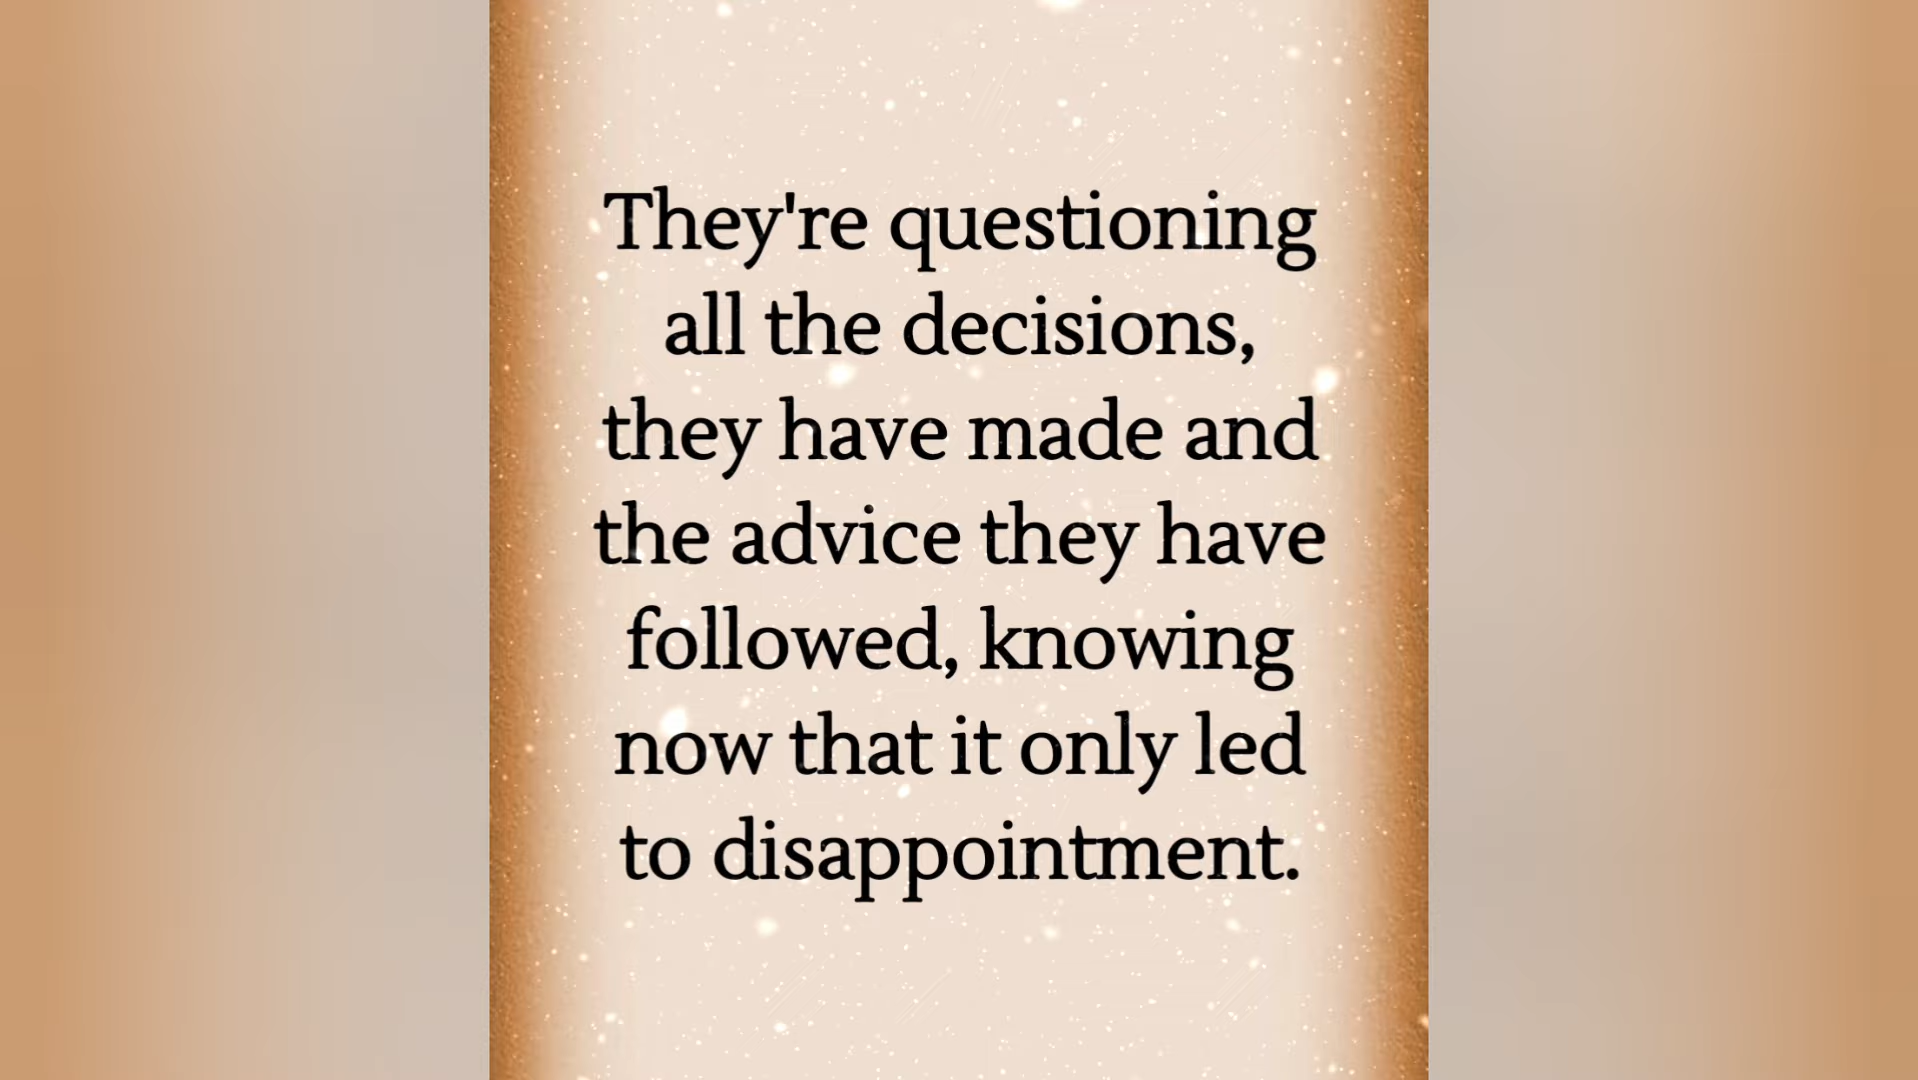 They're questioning
all the decisions,
they have made and
the advice they have
followed, knowing
now that it only led
to disappointment.